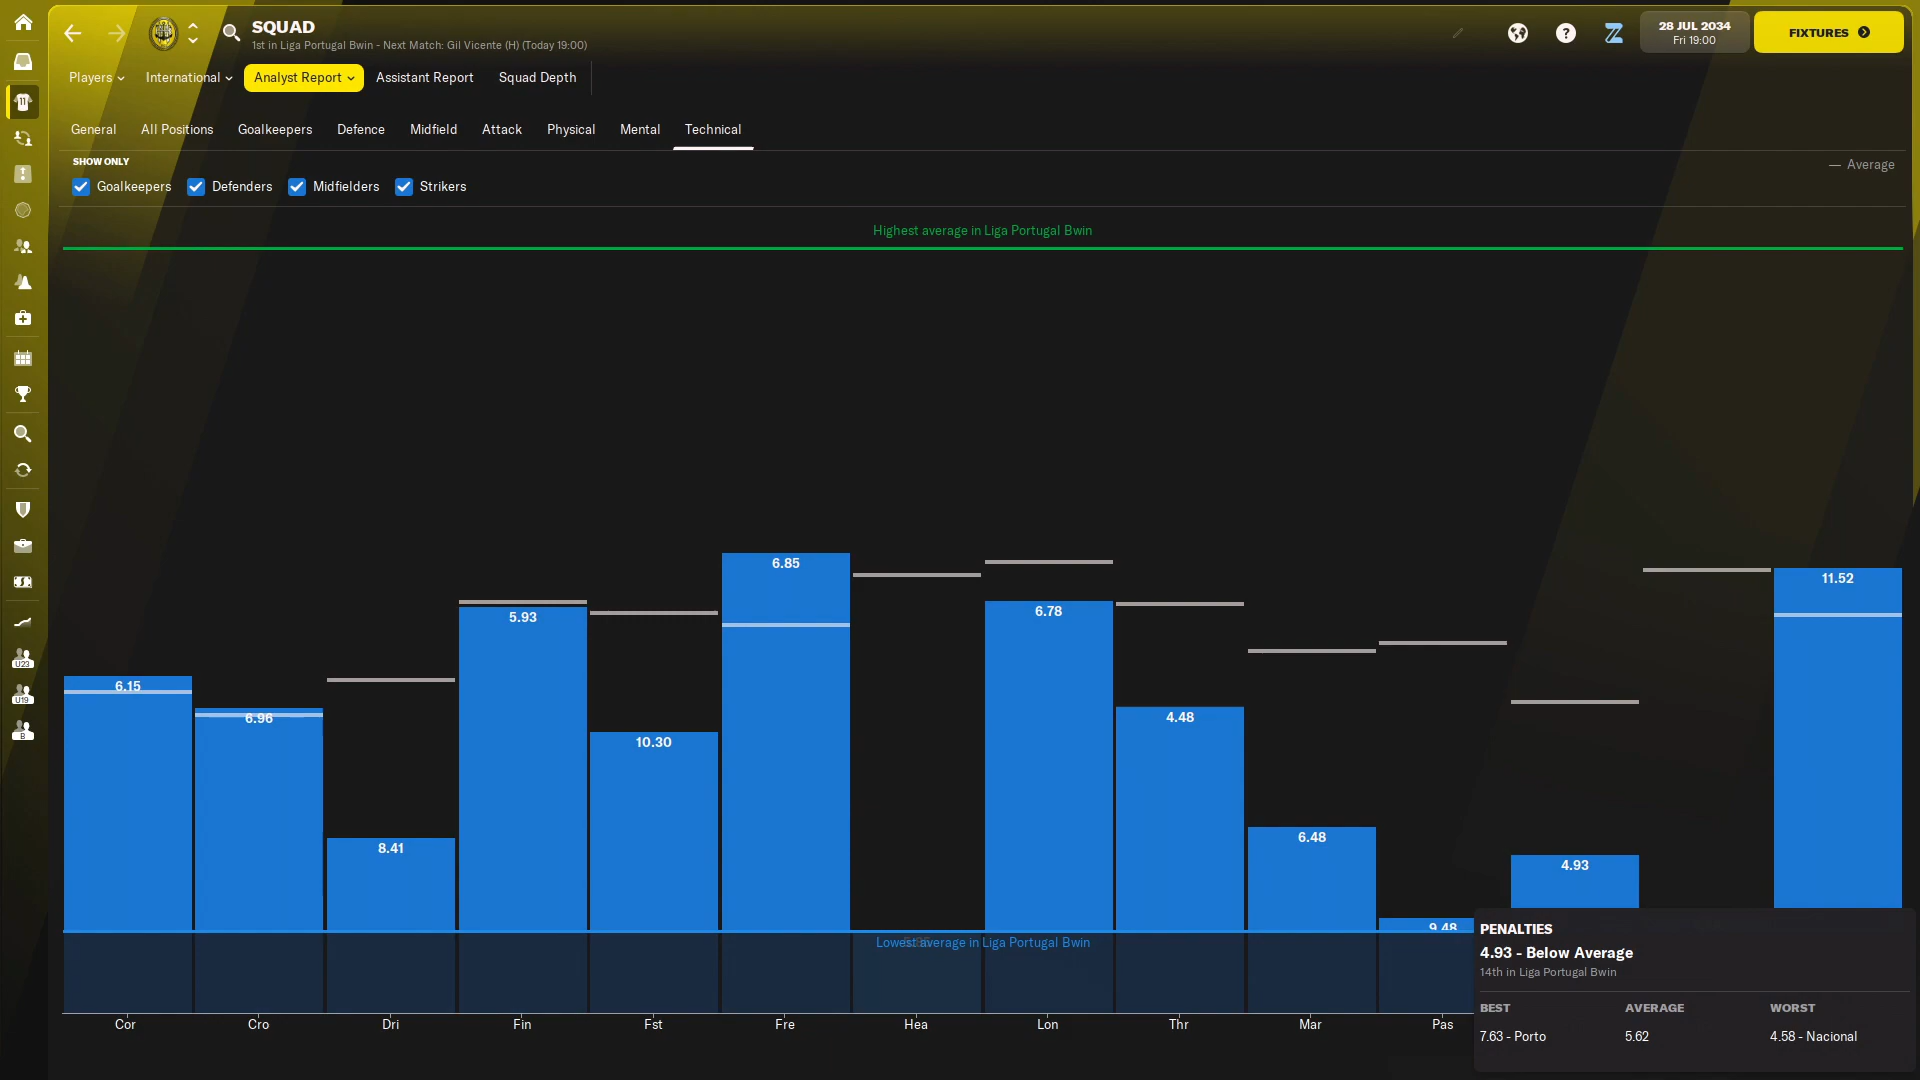 SQUAD
1st in Liga Portugal Bwin - Next Match: Gil Vicente (H) (Today 19:00)
28 JUL 2034
Fri 19:00
FIXTURES
Players
International
Analyst Report
Assistant Report
Squad Depth
General
All Positions
Goalkeepers
Defence
Midfield
Attack
Physical
Mental
Technical
SHOW ONLY
Average
Goalkeepers
Defenders
Midfielders
Strikers
Highest average in Liga Portugal Bwin
6.85
11.52
6.78
5.93
6.15
6.96
4.48
10.30
6.48
8.41
4.93
9.48
Lowest average in Liga Portugal Bwin
Cor
Cro
Dri
Fin
Fst
Fre
Hea
Lon
Thr
Mar
Pas
PENALTIES
4.93 - Below Average
14th in Liga Portugal Bwin
BEST
AVERAGE
WORST
7.63 - Porto
5.62
4.58 - Nacional
11
U23
U19
B